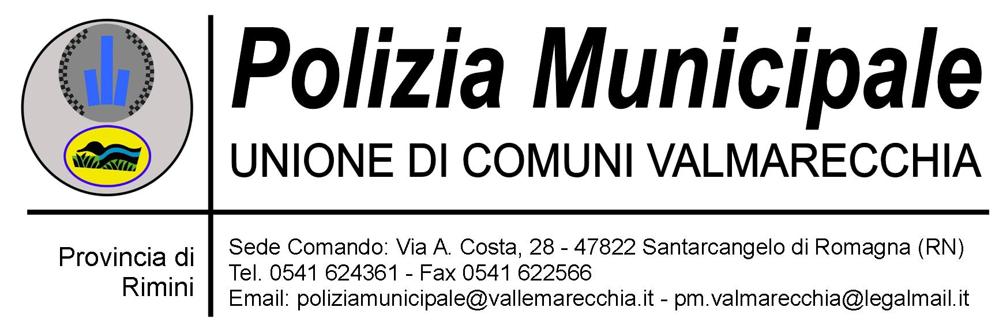 Polizia Municipale
UNIONE DI COMUNI VALMARECCHIA
Provincia di
Rimini
Sede Comando: Via A. Costa, 28 - 47822 Santarcangelo di Romagna (RN)
Tel. 0541 624361 - Fax 0541 622566
Email: poliziamunicipale@vallemarecchia.it - pm.valmarecchia@legalmail.it